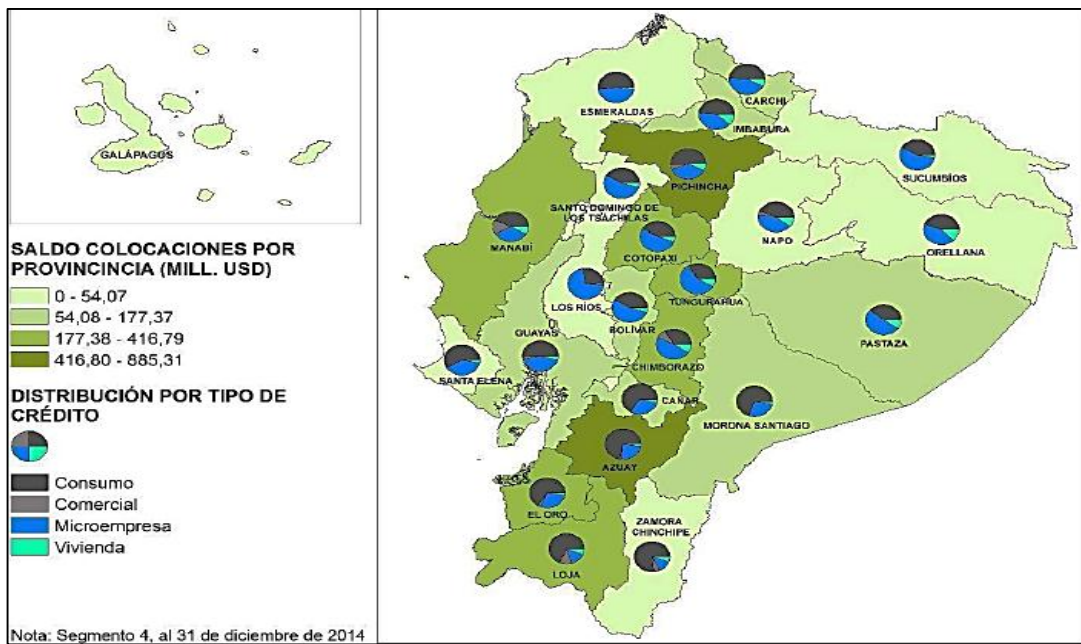 GALÁPAGOS
SALDO COLOCACIONES POR
PROVINCINCIA (MILL. USD)
0 - 54,07
54,08 - 177,37
177,38 - 416,79
416,80 - 885,31
DISTRIBUCIÓN POR TIPO DE
CRÉDITO
Consumo
Comercial
Microempresa
Vivienda
Nota: Segmento 4, al 31 de diciembre de 2014
ESMERALDAS
CARCHI
IMBABURA
SUCUMBÍOS
PICHINCHA
SANTO DOMINGO DE
LOS TSÁCHILAS
NAPO
ORELLANA
MANABÍ
COTOPAXI
TUNGURAHUA
LOS RÍOS
BOLÍVAR
PASTAZA
GUAYAS
CHIMBORAZO
SANTA ELENA
CAÑAR
MORONA SANTIAGO
AZUAY
EL ORO
ZAMORA
CHINCHIPE
LOJA